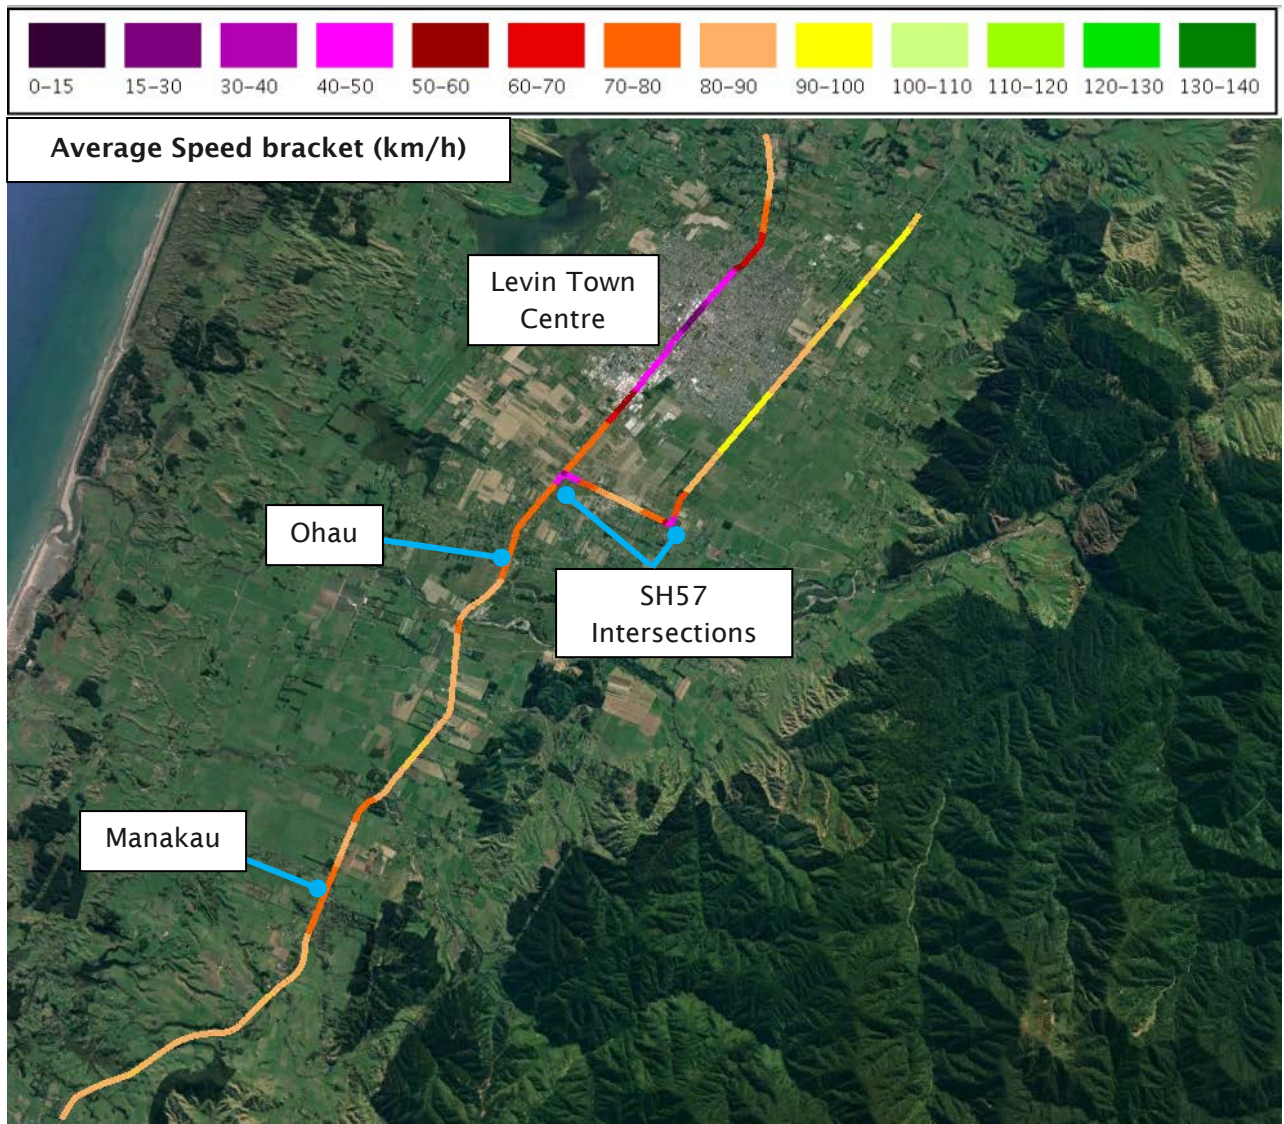 0-15 15-30 30-40 40-50 50-60 60-70 70-80 80-90 90-100 100-110 110-120 120-130 130-140
Average Speed bracket (km/h)
Levin Town
Centre
Ohau
SH57
Intersections
Manakau